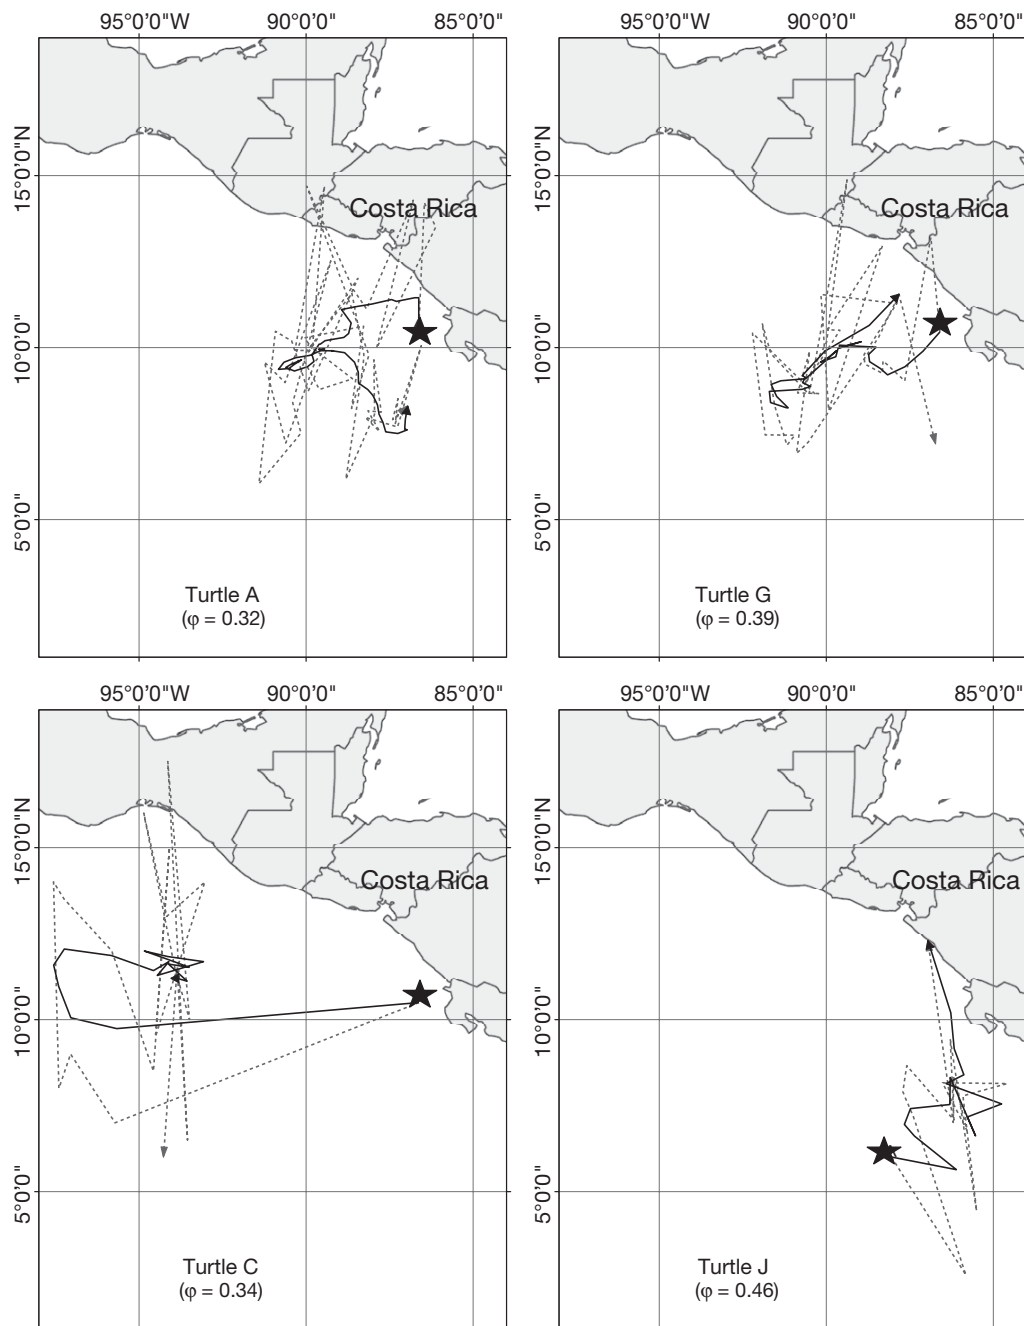 95°0'0"W 90°0'0" 85°0'0" 90°0'0" 85°0'0"
15°0'0"N
10°0'0"
5°0'0"
Costa Rica
Turtle A
(φ = 0.32)
15°0'0"N
10°0'0"
5°0'0"
Costa Rica
Turtle G
(φ = 0.39)
95°0'0"W 90°0'0" 85°0'0"
15°0'0"N
10°0'0"
5°0'0"
Costa Rica
Turtle C
(φ = 0.34)
95°0'0"W 90°0'0" 85°0'0"
15°0'0"N
10°0'0"
5°0'0"
Costa Rica
Turtle J
(φ = 0.46)